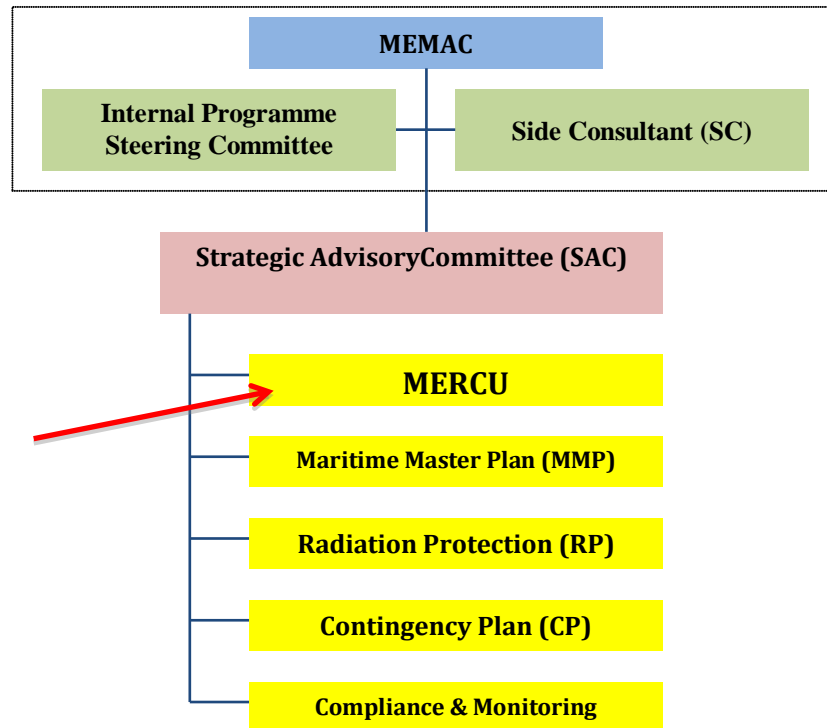 MEMAC
Internal Programme
Steering Committee
Side Consultant (SC)
Strategic AdvisoryCommittee (SAC)
MERCU
Maritime Master Plan (MMP)
Radiation Protection (RP)
Contingency Plan (CP)
Compliance & Monitoring